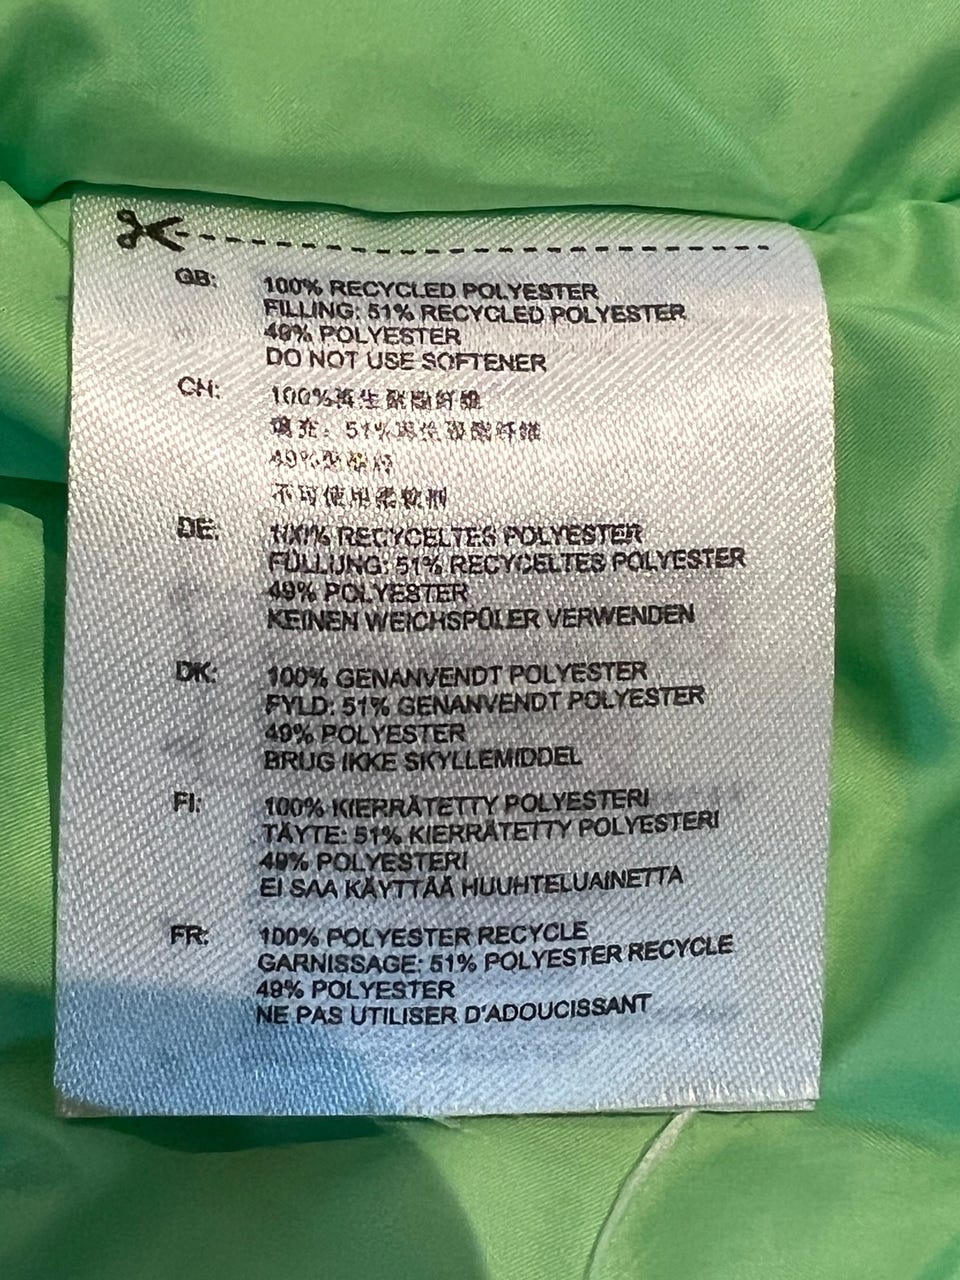 GB: 100% RECYCLED POLYESTER
FILLING: 51% RECYCLED POLYESTER
49% POLYESTER
DO NOT USE SOFTENER
CH: 100%再生聚酯纤维
填充：51%再生聚酯纤维
49%聚酯纤
不可使用柔软剂
DE: 100% RECYCELTES POLYESTER
FÜLLUNG: 51% RECYCELTES POLYESTER
49% POLYESTER
KEINEN WEICHSPÜLER VERWENDEN
DK: 100% GENANVENDT POLYESTER
FYLD: 51% GENANVENDT POLYESTER
49% POLYESTER
BRUG IKKE SKYLLEMIDDEL
FI: 100% KIERRÄTETTY POLYESTERI
TÄYTE: 51% KIERRÄTETTY POLYESTERI
49% POLYESTERI
EI SAA KÄYTTÄÄ HUUHTELUAINETTA
FR: 100% POLYESTER RECYCLE
GARNISSAGE: 51% POLYESTER RECYCLE
49% POLYESTER
NE PAS UTILISER D'ADOUCISSANT